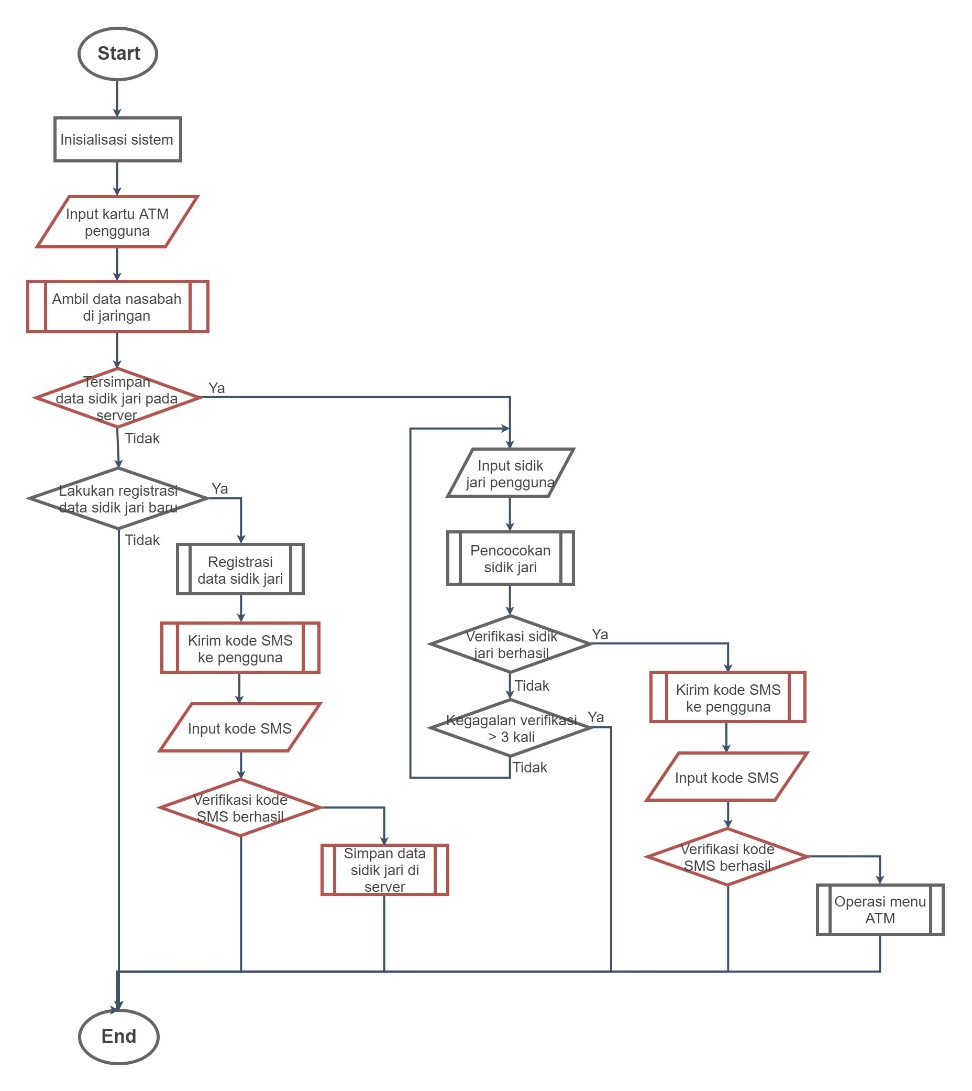 Start
Inisialisasi sistem
Input kartu ATM
pengguna
Ambil data nasabah
di jaringan
Tersimpan
data sidik jari pada
server
Ya
Tidak
Lakukan registrasi
data sidik jari baru
Ya
Tidak
Registrasi
data sidik jari
Kirim kode SMS
ke pengguna
Input kode SMS
Verifikasi kode
SMS berhasil
Simpan data
sidik jari di
server
Input sidik
jari pengguna
Pencocokan
sidik jari
Verifikasi sidik
jari berhasil
Ya
Tidak
Kegagalan verifikasi
> 3 kali
Ya
Tidak
Kirim kode SMS
ke pengguna
Input kode SMS
Verifikasi kode
SMS berhasil
Operasi menu
ATM
End